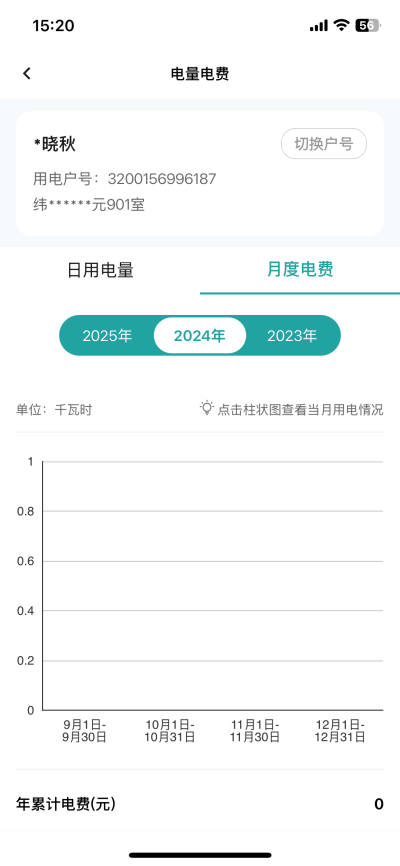 15:20
56
电量电费
*晓秋
切换户号
用电户号：3200156996187
纬******元901室
日用电量
月度电费
2025年
2024年
2023年
单位：千瓦时
点击柱状图查看当月用电情况
1
0.8
0.6
0.4
0.2
0
9月1日-
9月30日
10月1日-
10月31日
11月1日-
11月30日
12月1日-
12月31日
年累计电费(元)
0